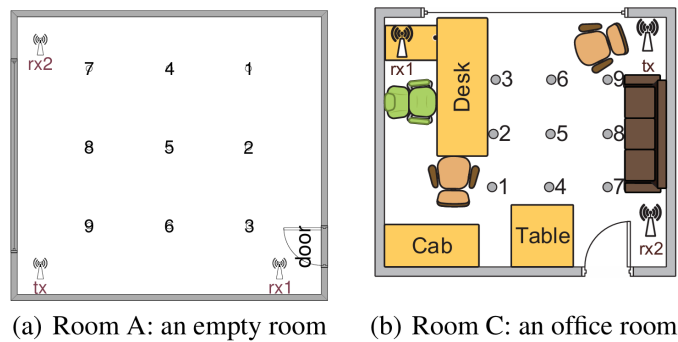 rx2
7 4 1
8 5 2
9 6 3
door
tx
rx1
(a) Room A: an empty room
rx1
Desk
tx
3 6 9
2 5 8
1 4 7
rx2
Cab
Table
(b) Room C: an office room